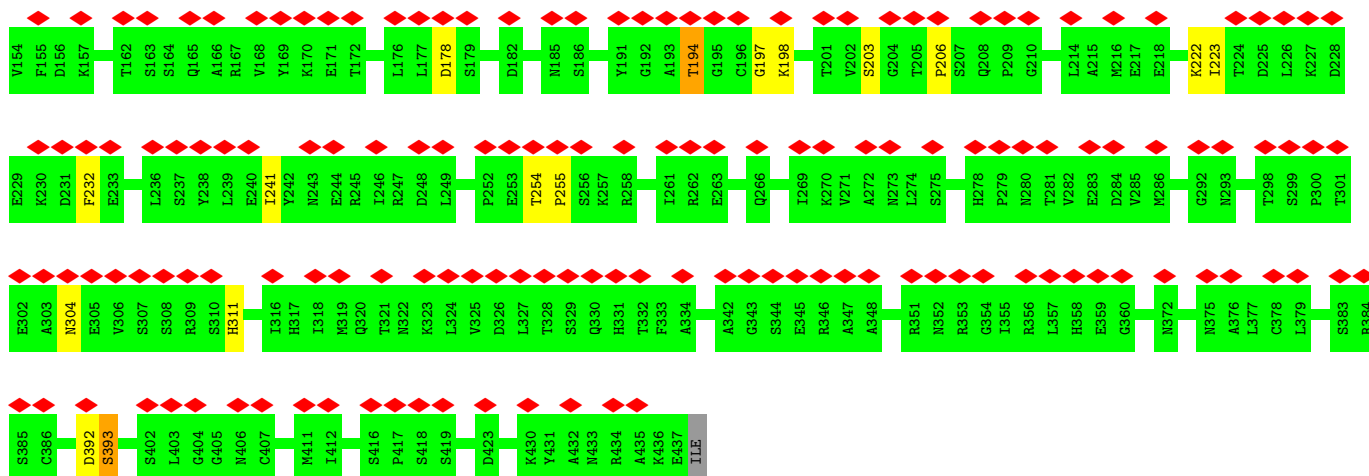 V154 F155 D156 K157 T162 S163 S164 Q165 A166 R167 V168 Y169 K170 E171 T172 L176 L177 D178 S179 D182 N185 S186 Y191 G192 A193 T194 G195 C196 G197 K198 T201 V202 S203 G204 T205 P206 S207 Q208 P209 G210 L214 A215 M216 E217 E218 K222 I223 T224 D225 L226 K227 D228
E229 K230 D231 F232 E233 L236 S237 Y238 L239 E240 I241 Y242 N243 E244 R245 I246 R247 D248 L249 P252 E253 T254 P255 S256 K257 R258 I261 R262 E263 Q266 I269 K270 V271 A272 N273 L274 S275 H278 P279 N280 T281 V282 E283 D284 V285 M286 G292 N293 T298 S299 P300 T301
E302 A303 N304 E305 V306 S307 S308 R309 S310 H311 I316 H317 I318 M319 Q320 T321 N322 K323 L324 V325 D326 L327 T328 S329 Q330 H331 T332 F333 A334 A342 G343 S344 E345 R346 A347 A348 R351 N352 R353 G354 I355 R356 L357 H358 E359 G360 N372 N375 A376 L377 C378 L379 S383 R384
S385 C386 D392 S393 S402 L403 G404 G405 N406 C407 M411 I412 S416 P417 S418 S419 D423 K430 Y431 A432 N433 R434 A435 K436 E437 ILE